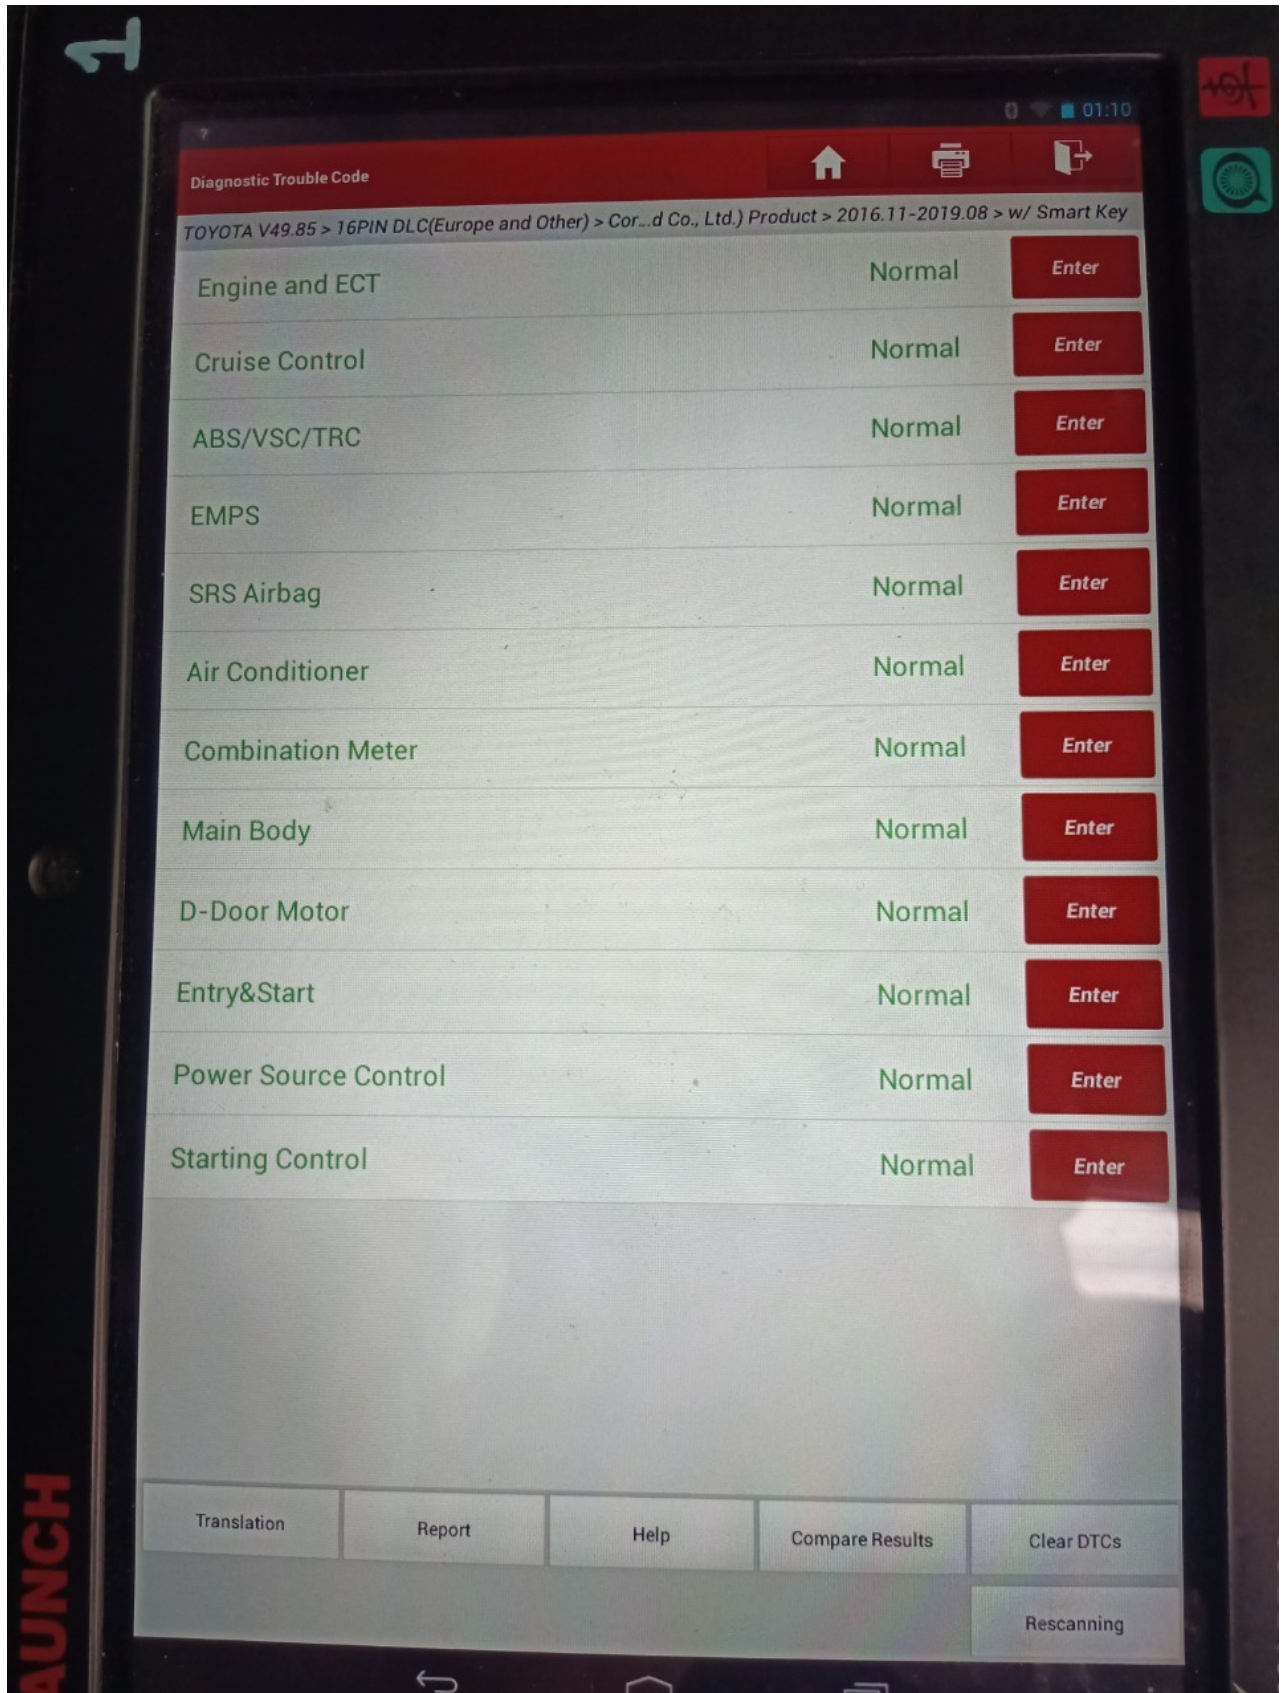 1
01:10
Diagnostic Trouble Code
TOYOTA V49.85 > 16PIN DLC(Europe and Other) > Cor...d Co., Ltd.) Product > 2016.11-2019.08 > w/ Smart Key
Engine and ECT Normal Enter
Cruise Control Normal Enter
ABS/VSC/TRC Normal Enter
EMPS Normal Enter
SRS Airbag Normal Enter
Air Conditioner Normal Enter
Combination Meter Normal Enter
Main Body Normal Enter
D-Door Motor Normal Enter
Entry&Start Normal Enter
Power Source Control Normal Enter
Starting Control Normal Enter
Translation Report Help Compare Results Clear DTCs
Rescanning
AUNCH